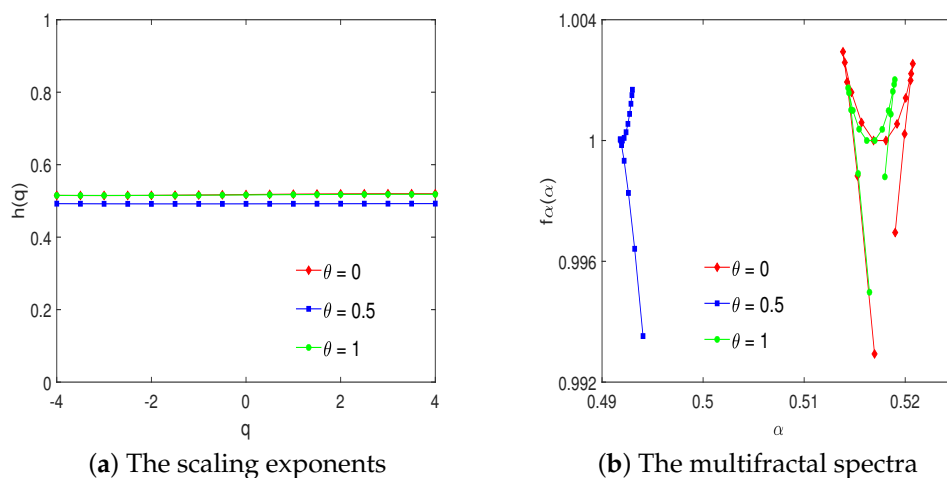 1
0.8
0.6
0.4
0.2
0
h(q)
-4
-2
0
2
4
q
θ = 0
θ = 0.5
θ = 1
(a) The scaling exponents
1.004
1
0.996
0.992
fα(α)
0.49
0.5
0.51
0.52
α
θ = 0
θ = 0.5
θ = 1
(b) The multifractal spectra